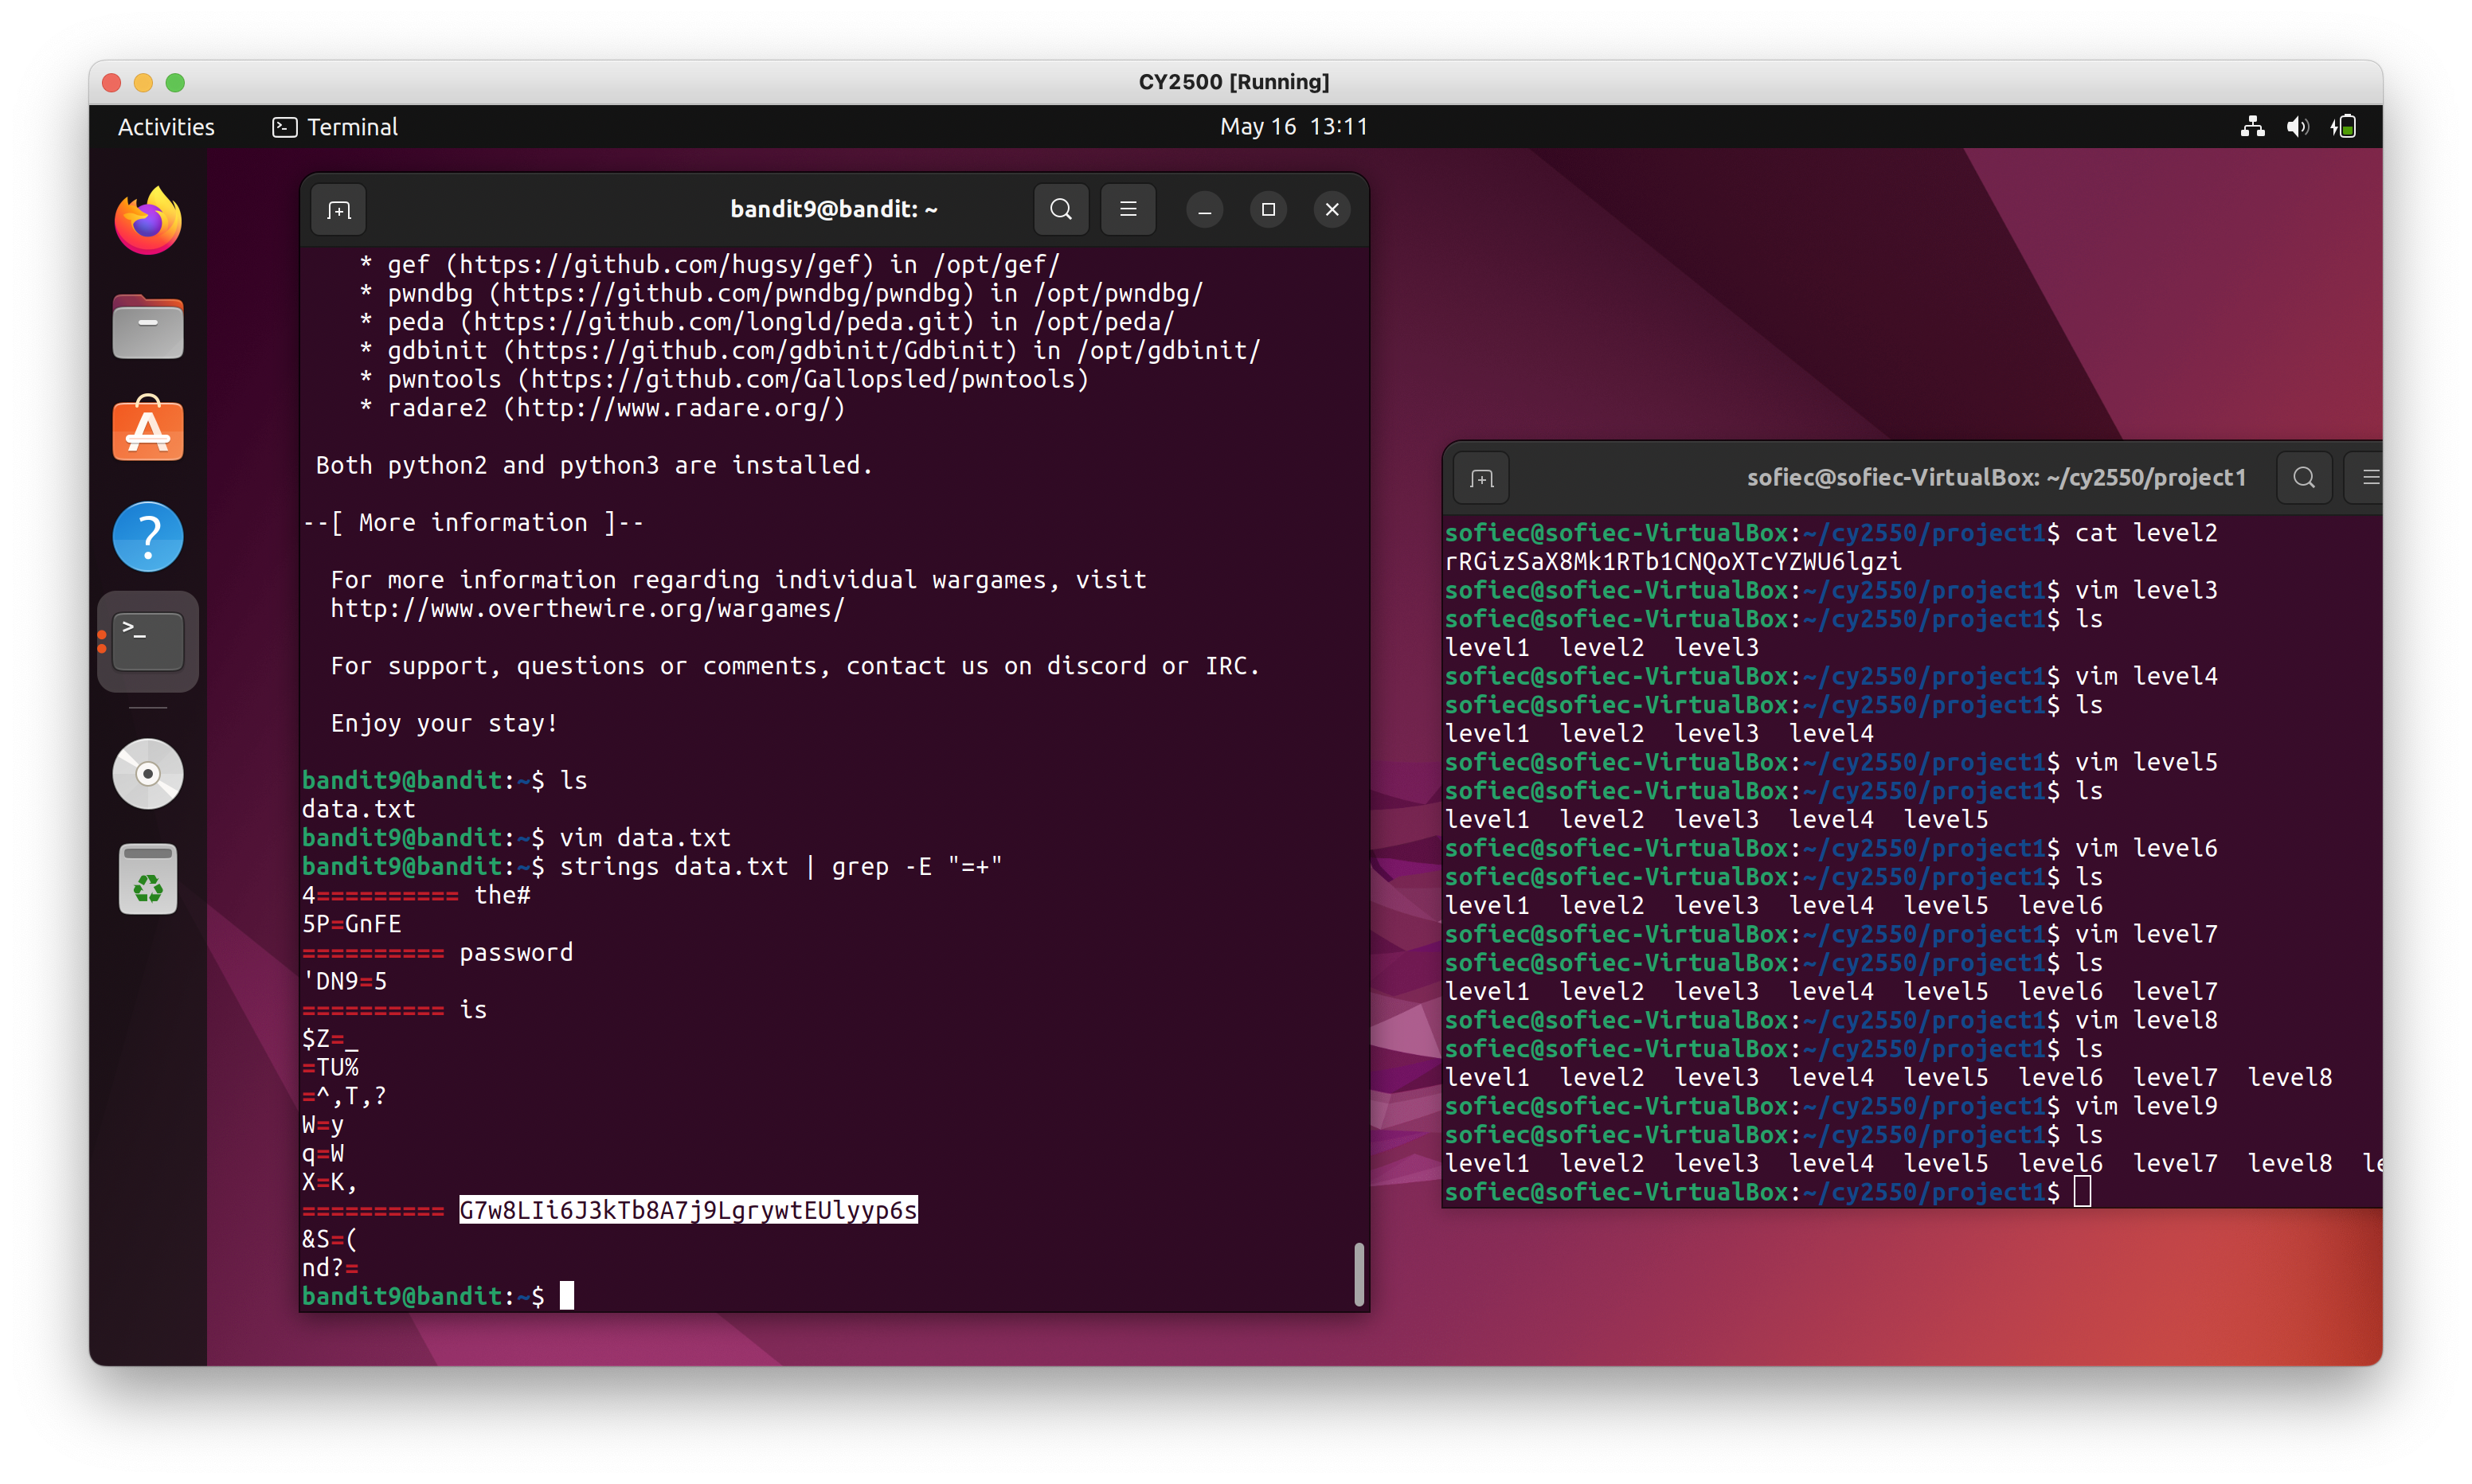 CY2500 [Running]
Activities
Terminal
May 16 13:11
bandit9@bandit: ~
* gef (https://github.com/hugsy/gef) in /opt/gef/
* pwndbg (https://github.com/pwndbg/pwndbg) in /opt/pwndbg/
* peda (https://github.com/longld/peda.git) in /opt/peda/
* gdbinit (https://github.com/gdbinit/Gdbinit) in /opt/gdbinit/
* pwntools (https://github.com/Gallopsled/pwntools)
* radare2 (http://www.radare.org/)
Both python2 and python3 are installed.
--[ More information ]--
For more information regarding individual wargames, visit
http://www.overthewire.org/wargames/
For support, questions or comments, contact us on discord or IRC.
Enjoy your stay!
bandit9@bandit:~$ ls
data.txt
bandit9@bandit:~$ vim data.txt
bandit9@bandit:~$ strings data.txt | grep -E "=+"
4========== the#
5P=GnFE
========== password
'DN9=5
========== is
$Z=_
=TU%
=^,T,?
W=y
q=W
X=K,
========== G7w8LIi6J3kTb8A7j9LgrywtEUlyyp6s
&S=(
nd?=
bandit9@bandit:~$
sofiec@sofiec-VirtualBox: ~/cy2550/project1
sofiec@sofiec-VirtualBox:~/cy2550/project1$ cat level2
rRGizSaX8Mk1RTb1CNQoXTcYZWU6lgzi
sofiec@sofiec-VirtualBox:~/cy2550/project1$ vim level3
sofiec@sofiec-VirtualBox:~/cy2550/project1$ ls
level1 level2 level3
sofiec@sofiec-VirtualBox:~/cy2550/project1$ vim level4
sofiec@sofiec-VirtualBox:~/cy2550/project1$ ls
level1 level2 level3 level4
sofiec@sofiec-VirtualBox:~/cy2550/project1$ vim level5
sofiec@sofiec-VirtualBox:~/cy2550/project1$ ls
level1 level2 level3 level4 level5
sofiec@sofiec-VirtualBox:~/cy2550/project1$ vim level6
sofiec@sofiec-VirtualBox:~/cy2550/project1$ ls
level1 level2 level3 level4 level5 level6
sofiec@sofiec-VirtualBox:~/cy2550/project1$ vim level7
sofiec@sofiec-VirtualBox:~/cy2550/project1$ ls
level1 level2 level3 level4 level5 level6 level7
sofiec@sofiec-VirtualBox:~/cy2550/project1$ vim level8
sofiec@sofiec-VirtualBox:~/cy2550/project1$ ls
level1 level2 level3 level4 level5 level6 level7 level8
sofiec@sofiec-VirtualBox:~/cy2550/project1$ vim level9
sofiec@sofiec-VirtualBox:~/cy2550/project1$ ls
level1 level2 level3 level4 level5 level6 level7 level8 le
sofiec@sofiec-VirtualBox:~/cy2550/project1$